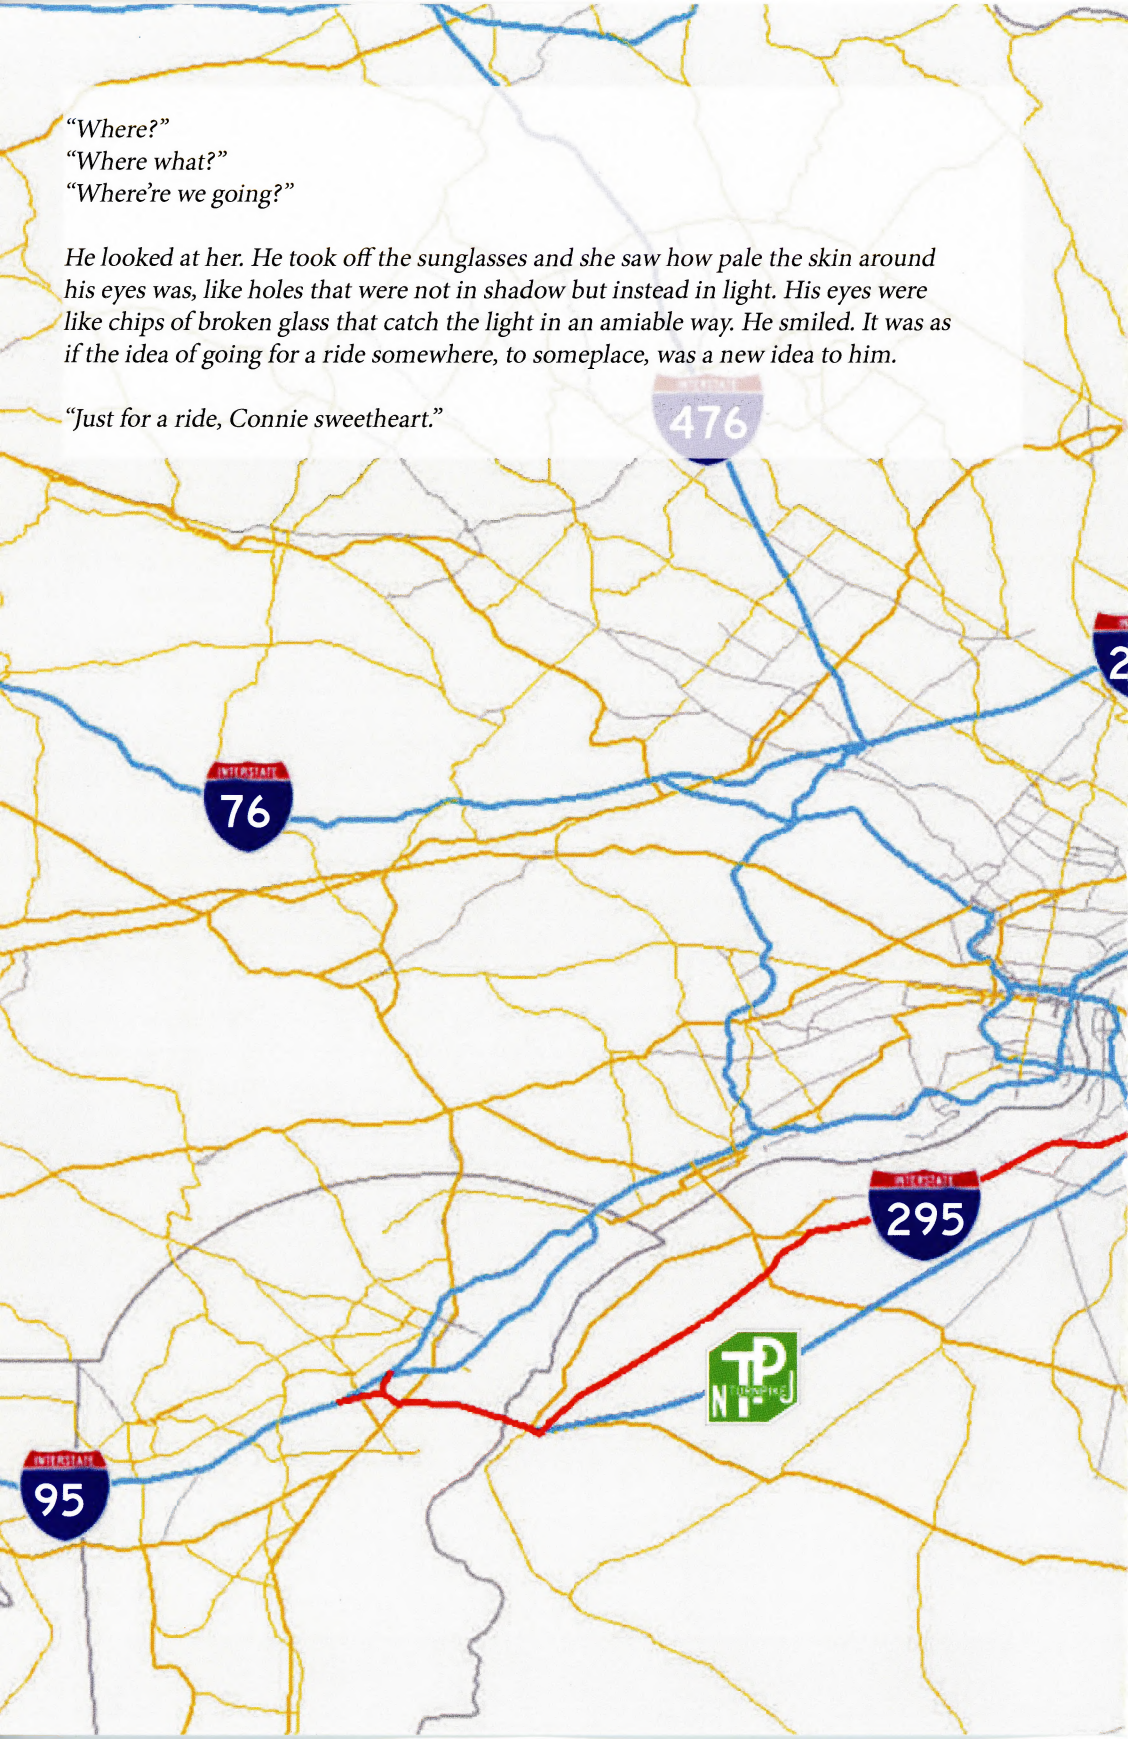 “Where?”
“Where what?”
“Where’re we going?”
He looked at her. He took off the sunglasses and she saw how pale the skin around
his eyes was, like holes that were not in shadow but instead in light. His eyes were
like chips of broken glass that catch the light in an amiable way. He smiled. It was as
if the idea of going for a ride somewhere, to someplace, was a new idea to him.
“Just for a ride, Connie sweetheart.”
INTERSTATE
476
2
INTERSTATE
76
INTERSTATE
295
TP
N TURNPIKE J
INTERSTATE
95